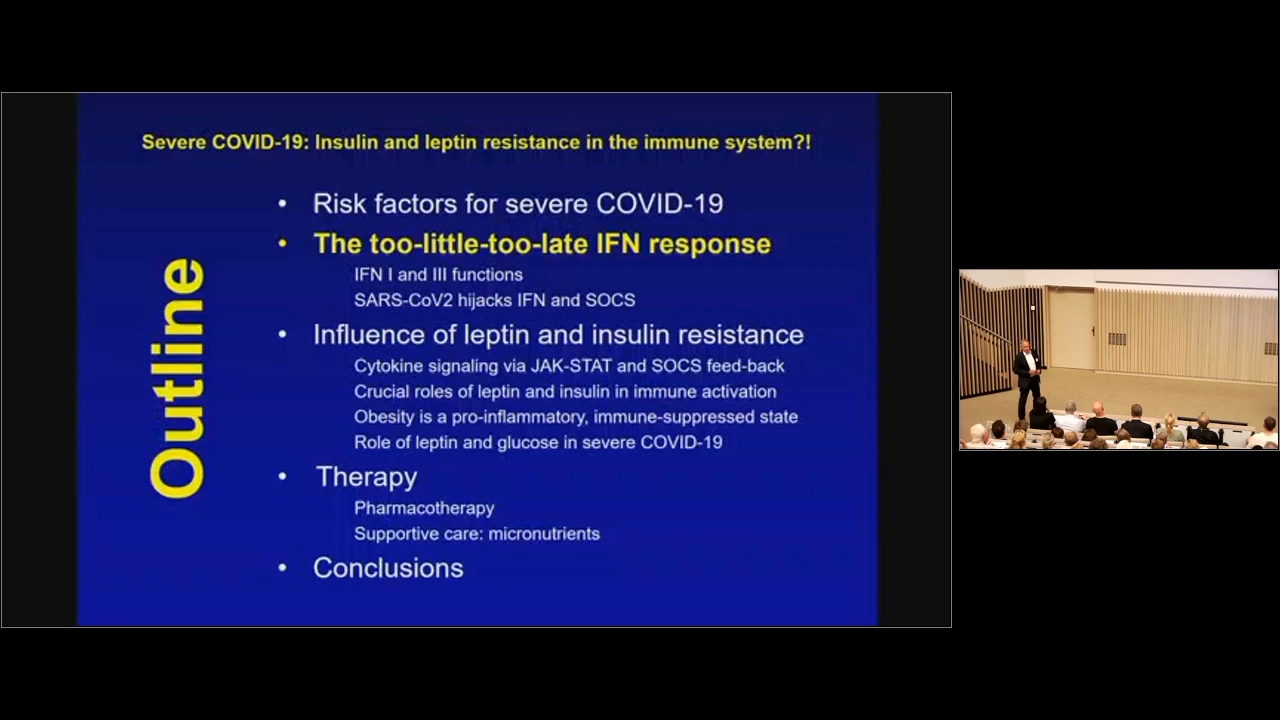 Severe COVID-19: Insulin and leptin resistance in the immune system?!
Outline
• Risk factors for severe COVID-19
• The too-little-too-late IFN response
IFN I and III functions
SARS-CoV2 hijacks IFN and SOCS
• Influence of leptin and insulin resistance
Cytokine signaling via JAK-STAT and SOCS feed-back
Crucial roles of leptin and insulin in immune activation
Obesity is a pro-inflammatory, immune-suppressed state
Role of leptin and glucose in severe COVID-19
• Therapy
Pharmacotherapy
Supportive care: micronutrients
• Conclusions